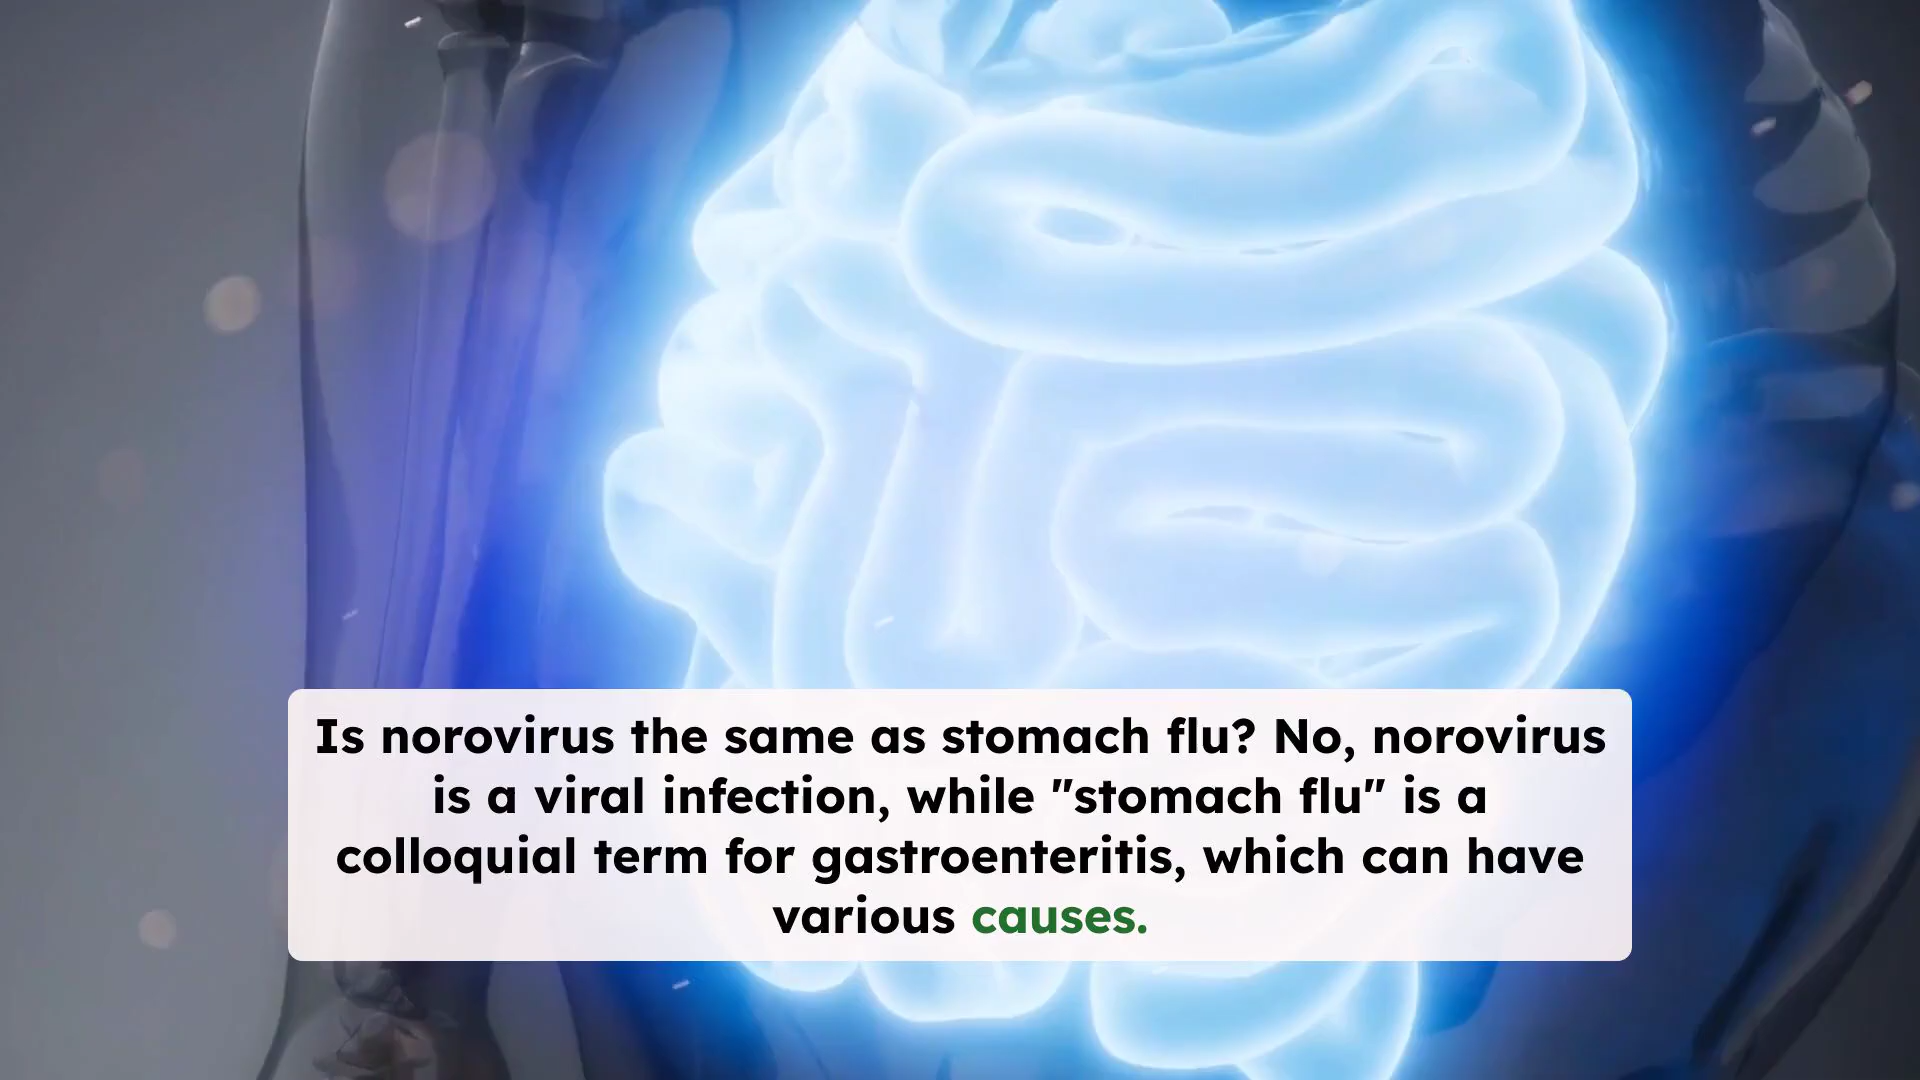 Is norovirus the same as stomach flu? No, norovirus
is a viral infection, while "stomach flu" is a
colloquial term for gastroenteritis, which can have
various causes.